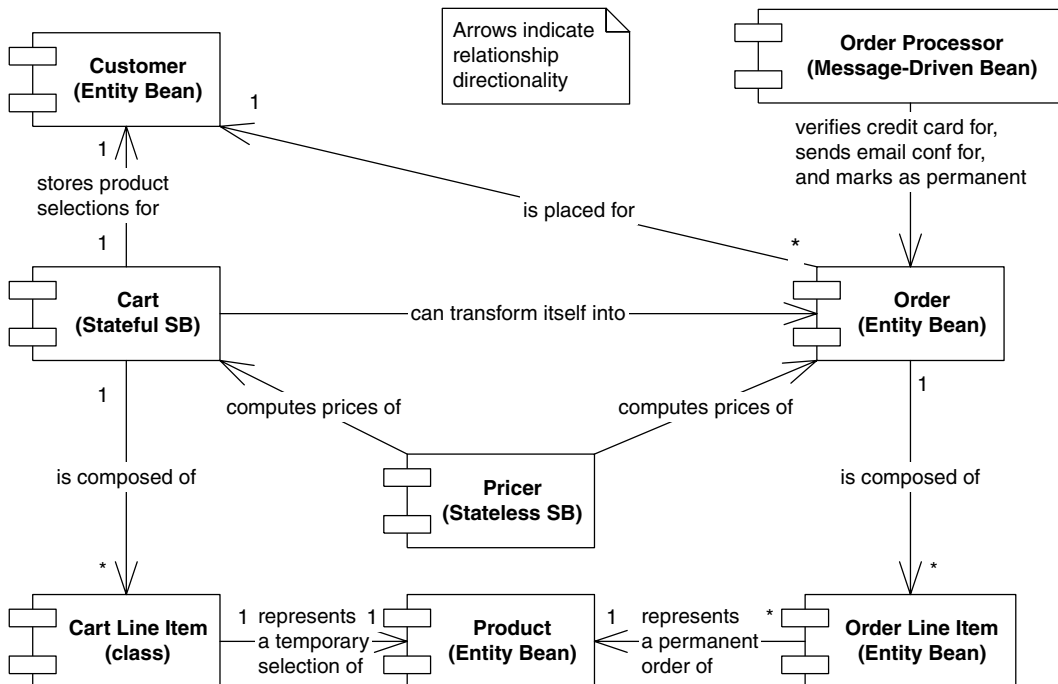 Customer
(Entity Bean)
Arrows indicate
relationship
directionality
Order Processor
(Message-Driven Bean)
1
1
stores product
selections for
1
is placed for
*
verifies credit card for,
sends email conf for,
and marks as permanent
Cart
(Stateful SB)
can transform itself into
Order
(Entity Bean)
1
computes prices of
computes prices of
1
is composed of
Pricer
(Stateless SB)
is composed of
*
*
Cart Line Item
(class)
1
represents
a temporary
selection of
1
Product
(Entity Bean)
1
represents
a permanent
order of
*
Order Line Item
(Entity Bean)